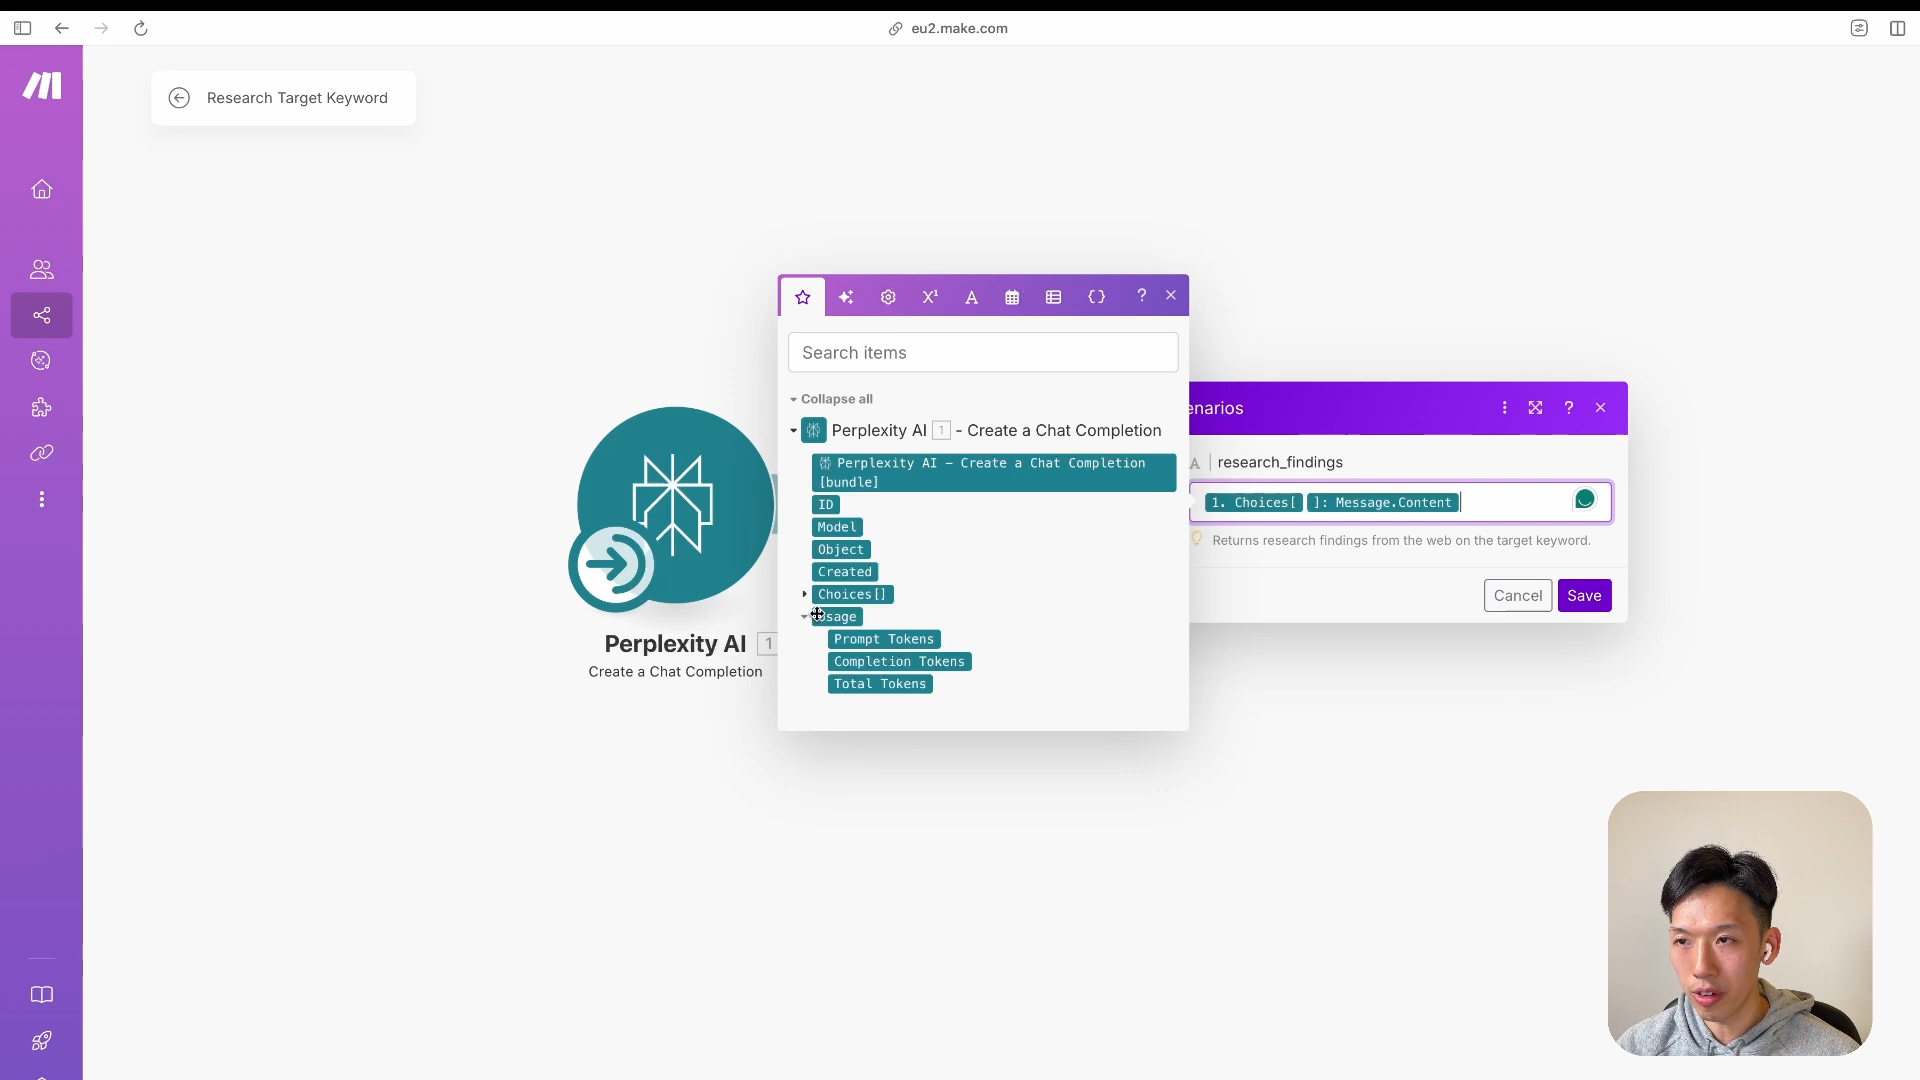 eu2.make.com
Research Target Keyword
Search items
Collapse all
Perplexity AI 1 - Create a Chat Completion
Perplexity AI – Create a Chat Completion
[bundle]
ID
Model
Object
Created
Choices[]
Usage
Prompt Tokens
Completion Tokens
Total Tokens
enarios
A research_findings
1. Choices[ ]: Message.Content
Returns research findings from the web on the target keyword.
Cancel Save
Perplexity AI 1
Create a Chat Completion